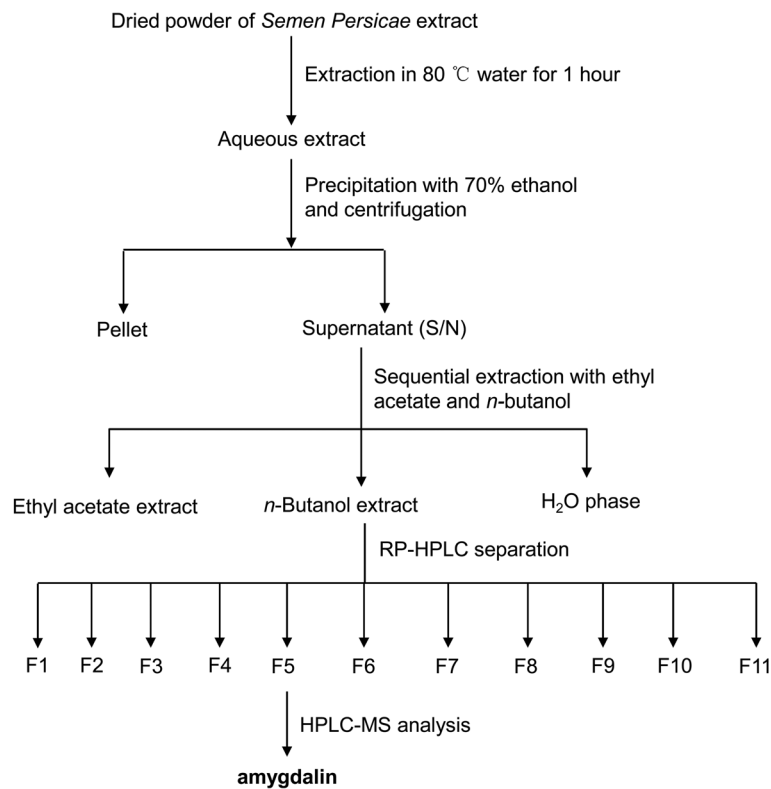 Dried powder of Semen Persicae extract
Extraction in 80 ℃ water for 1 hour
Aqueous extract
Precipitation with 70% ethanol
and centrifugation
Pellet
Supernatant (S/N)
Sequential extraction with ethyl
acetate and n-butanol
Ethyl acetate extract
n-Butanol extract
H₂O phase
RP-HPLC separation
F1 F2 F3 F4 F5 F6 F7 F8 F9 F10 F11
HPLC-MS analysis
amygdalin